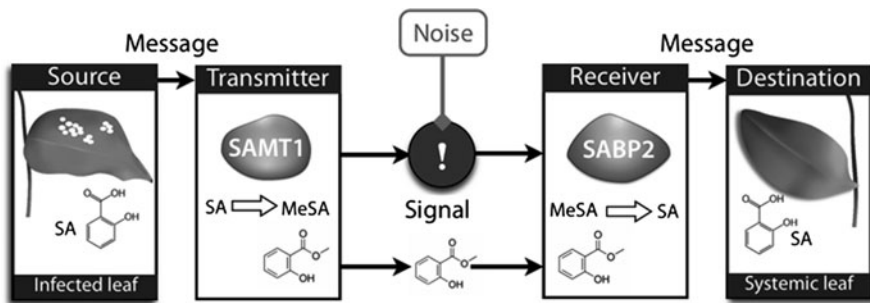 Noise
Message
Message
Source
Transmitter
Receiver
Destination
SAMT1
!
SABP2
SA
OH
O
OH
SA
MeSA
Signal
MeSA
SA
O
OH
OH
SA
O
O
OH
O
O
OH
O
O
OH
Infected leaf
Systemic leaf